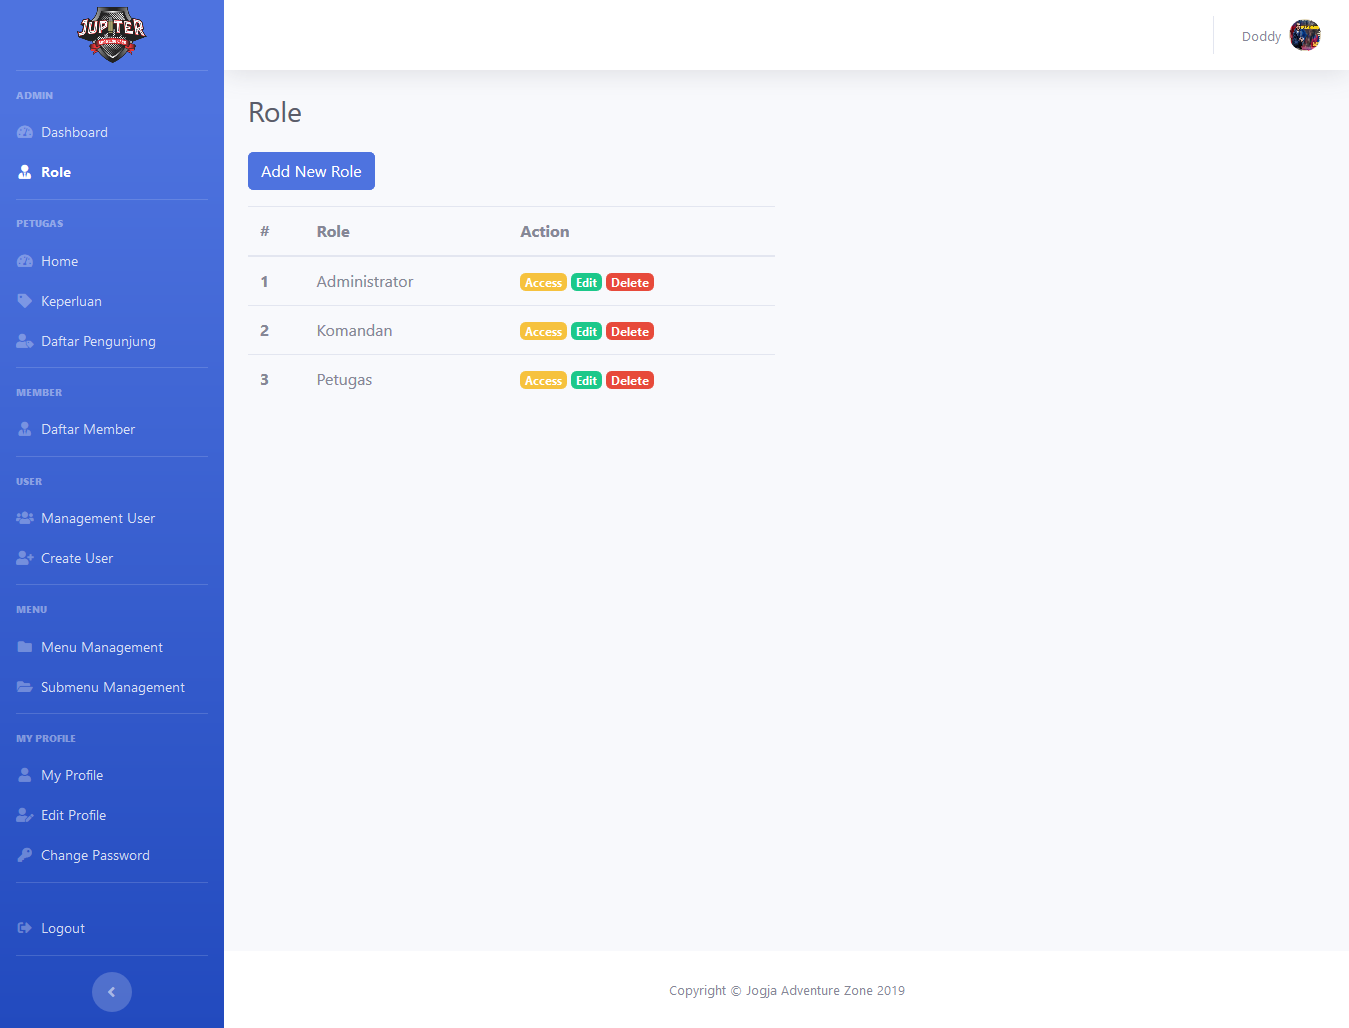 JUPITER
Doddy
ADMIN
Dashboard
Role
PETUGAS
Home
Keperluan
Daftar Pengunjung
MEMBER
Daftar Member
USER
Management User
Create User
MENU
Menu Management
Submenu Management
MY PROFILE
My Profile
Edit Profile
Change Password
Logout
Role
Add New Role
# Role Action
1 Administrator Access Edit Delete
2 Komandan Access Edit Delete
3 Petugas Access Edit Delete
Copyright © Jogja Adventure Zone 2019